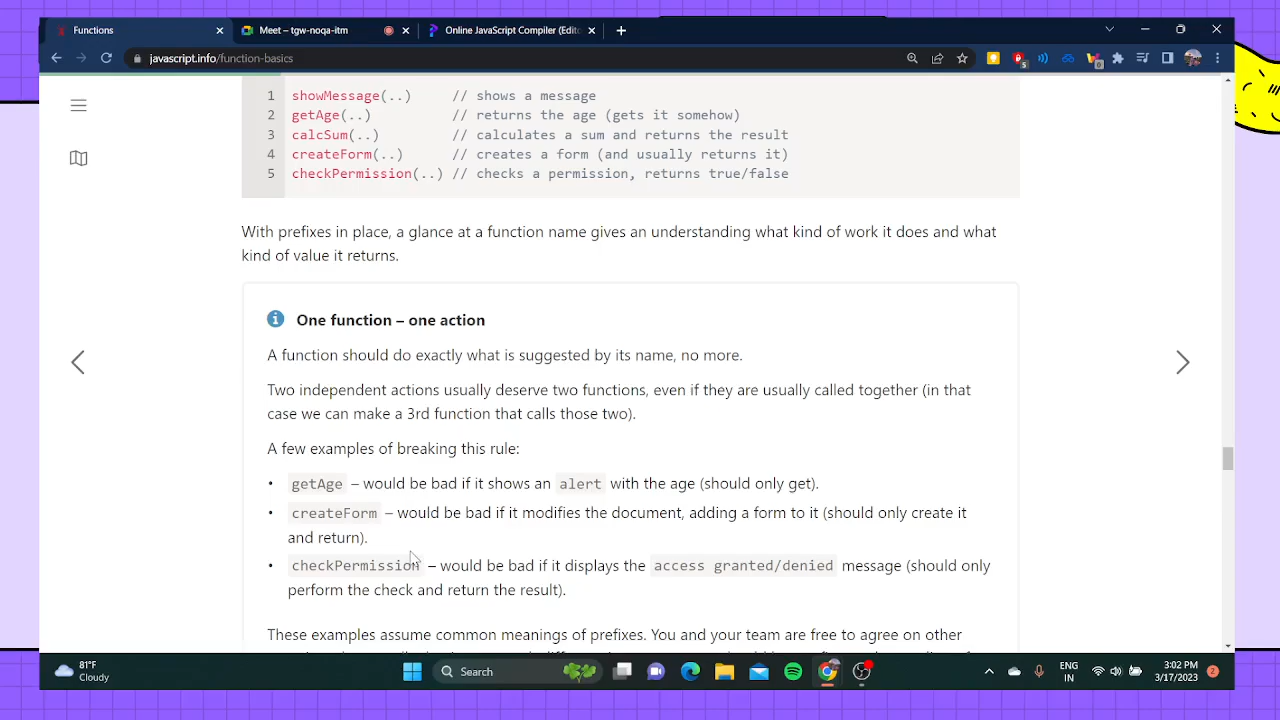 Functions
Meet – tgw-noqa-itm
Online JavaScript Compiler (Edito
javascript.info/function-basics
5
0
1 showMessage(..) // shows a message
2 getAge(..) // returns the age (gets it somehow)
3 calcSum(..) // calculates a sum and returns the result
4 createForm(..) // creates a form (and usually returns it)
5 checkPermission(..) // checks a permission, returns true/false
With prefixes in place, a glance at a function name gives an understanding what kind of work it does and what
kind of value it returns.
One function – one action
A function should do exactly what is suggested by its name, no more.
Two independent actions usually deserve two functions, even if they are usually called together (in that
case we can make a 3rd function that calls those two).
A few examples of breaking this rule:
• getAge – would be bad if it shows an alert with the age (should only get).
• createForm – would be bad if it modifies the document, adding a form to it (should only create it
and return).
• checkPermission – would be bad if it displays the access granted/denied message (should only
perform the check and return the result).
These examples assume common meanings of prefixes. You and your team are free to agree on other
81°F
Cloudy
Search
ENG
IN
3:02 PM
3/17/2023
2